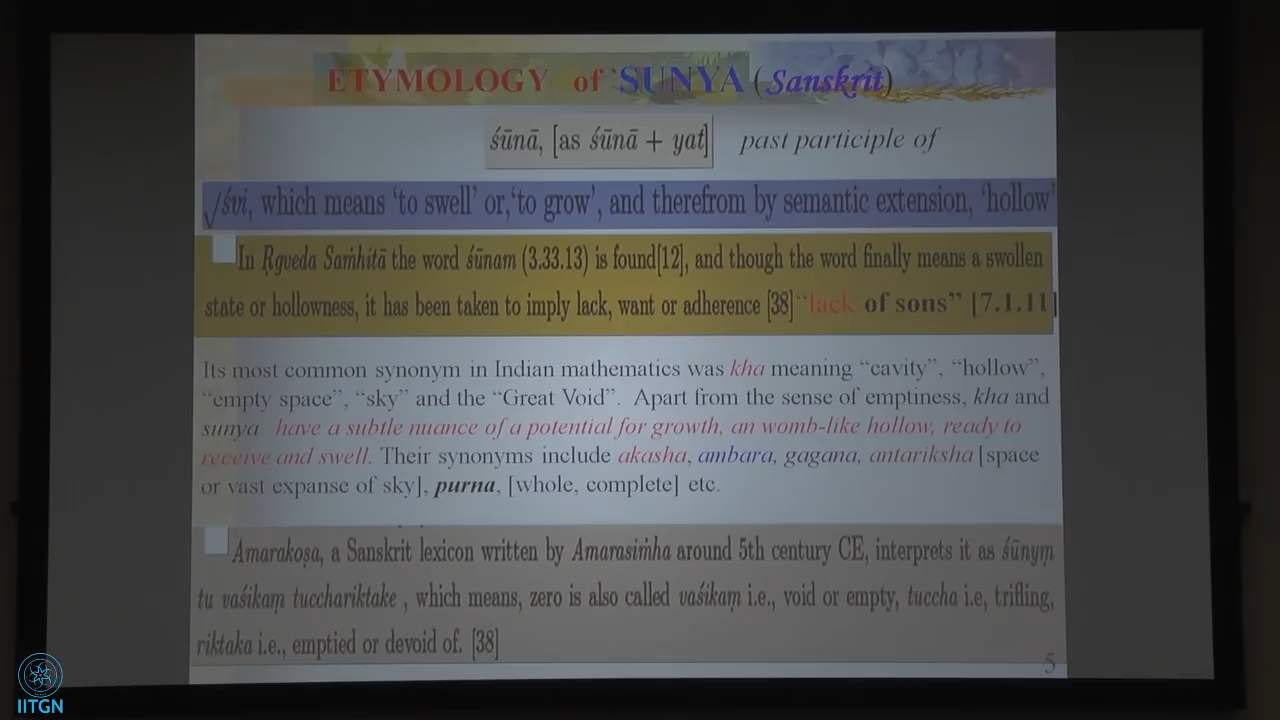 ETYMOLOGY of `SUNYA (Sanskṛit)
śūnā, [as śūnā + yat] past participle of
√śvi, which means ‘to swell’ or,‘to grow’, and therefrom by semantic extension, ‘hollow’
In Ṛgveda Saṁhitā the word śūnam (3.33.13) is found[12], and though the word finally means a swollen
state or hollowness, it has been taken to imply lack, want or adherence [38]“lack of sons” [7.1.11]
Its most common synonym in Indian mathematics was kha meaning “cavity”, “hollow”,
“empty space”, “sky” and the “Great Void”. Apart from the sense of emptiness, kha and
sunya have a subtle nuance of a potential for growth, an womb-like hollow, ready to
receive and swell. Their synonyms include akasha, ambara, gagana, antariksha [space
or vast expanse of sky], purna, [whole, complete] etc.
Amarakoṣa, a Sanskrit lexicon written by Amarasiṁha around 5th century CE, interprets it as śūnyṃ
tu vaśikaṃ tucchariktake , which means, zero is also called vaśikaṃ i.e., void or empty, tuccha i.e, trifling,
riktaka i.e., emptied or devoid of. [38]
5
IITGN